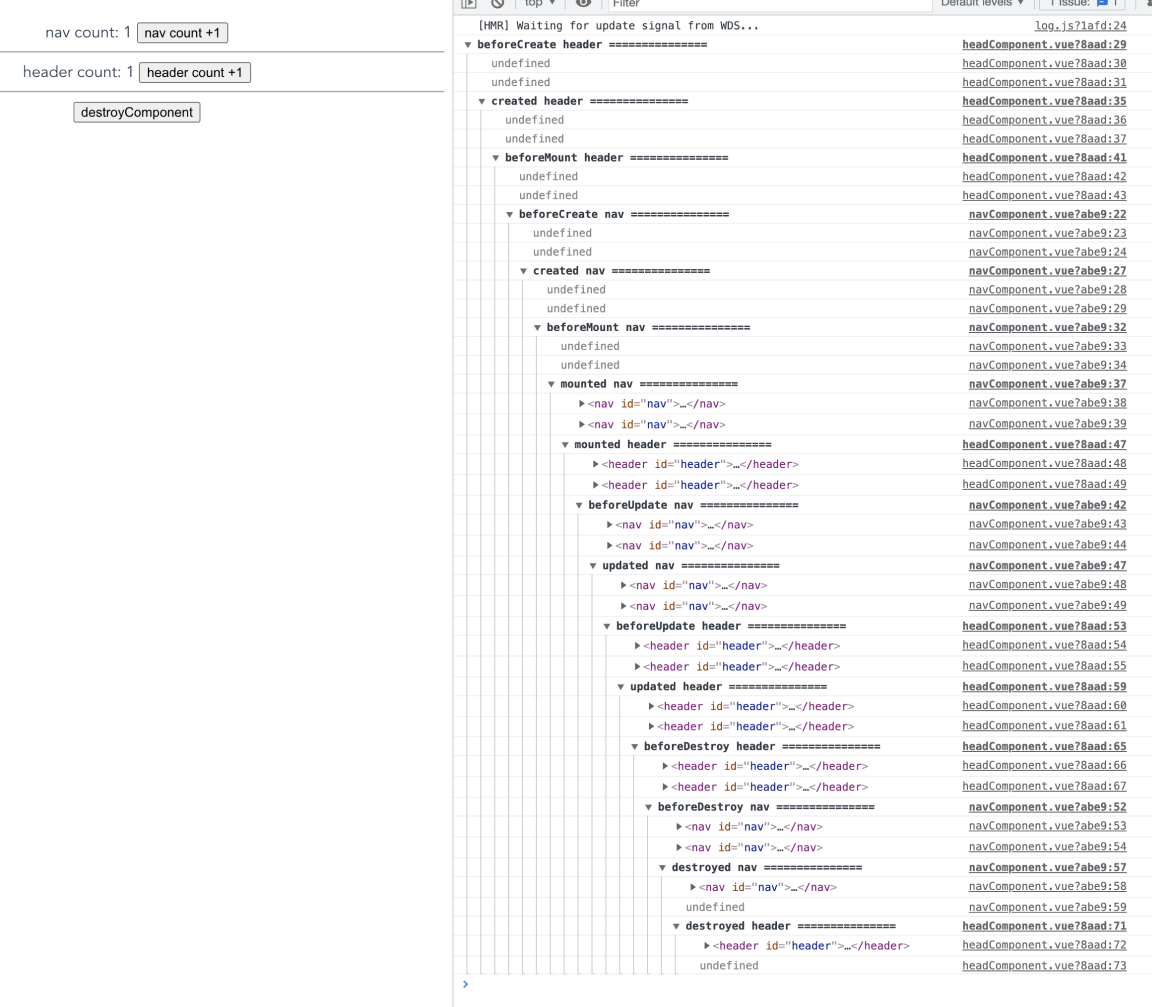 top ▼ Filter Default levels ▼ 1 Issue: 1
nav count: 1 nav count +1
header count: 1 header count +1
destroyComponent
[HMR] Waiting for update signal from WDS... log.js?1afd:24
▼ beforeCreate header =============== headComponent.vue?8aad:29
undefined headComponent.vue?8aad:30
undefined headComponent.vue?8aad:31
▼ created header =============== headComponent.vue?8aad:35
undefined headComponent.vue?8aad:36
undefined headComponent.vue?8aad:37
▼ beforeMount header =============== headComponent.vue?8aad:41
undefined headComponent.vue?8aad:42
undefined headComponent.vue?8aad:43
▼ beforeCreate nav =============== navComponent.vue?abe9:22
undefined navComponent.vue?abe9:23
undefined navComponent.vue?abe9:24
▼ created nav =============== navComponent.vue?abe9:27
undefined navComponent.vue?abe9:28
undefined navComponent.vue?abe9:29
▼ beforeMount nav =============== navComponent.vue?abe9:32
undefined navComponent.vue?abe9:33
undefined navComponent.vue?abe9:34
▼ mounted nav =============== navComponent.vue?abe9:37
▶<nav id="nav">…</nav> navComponent.vue?abe9:38
▶<nav id="nav">…</nav> navComponent.vue?abe9:39
▼ mounted header =============== headComponent.vue?8aad:47
▶<header id="header">…</header> headComponent.vue?8aad:48
▶<header id="header">…</header> headComponent.vue?8aad:49
▼ beforeUpdate nav =============== navComponent.vue?abe9:42
▶<nav id="nav">…</nav> navComponent.vue?abe9:43
▶<nav id="nav">…</nav> navComponent.vue?abe9:44
▼ updated nav =============== navComponent.vue?abe9:47
▶<nav id="nav">…</nav> navComponent.vue?abe9:48
▶<nav id="nav">…</nav> navComponent.vue?abe9:49
▼ beforeUpdate header =============== headComponent.vue?8aad:53
▶<header id="header">…</header> headComponent.vue?8aad:54
▶<header id="header">…</header> headComponent.vue?8aad:55
▼ updated header =============== headComponent.vue?8aad:59
▶<header id="header">…</header> headComponent.vue?8aad:60
▶<header id="header">…</header> headComponent.vue?8aad:61
▼ beforeDestroy header =============== headComponent.vue?8aad:65
▶<header id="header">…</header> headComponent.vue?8aad:66
▶<header id="header">…</header> headComponent.vue?8aad:67
▼ beforeDestroy nav =============== navComponent.vue?abe9:52
▶<nav id="nav">…</nav> navComponent.vue?abe9:53
▶<nav id="nav">…</nav> navComponent.vue?abe9:54
▼ destroyed nav =============== navComponent.vue?abe9:57
▶<nav id="nav">…</nav> navComponent.vue?abe9:58
undefined navComponent.vue?abe9:59
▼ destroyed header =============== headComponent.vue?8aad:71
▶<header id="header">…</header> headComponent.vue?8aad:72
undefined headComponent.vue?8aad:73